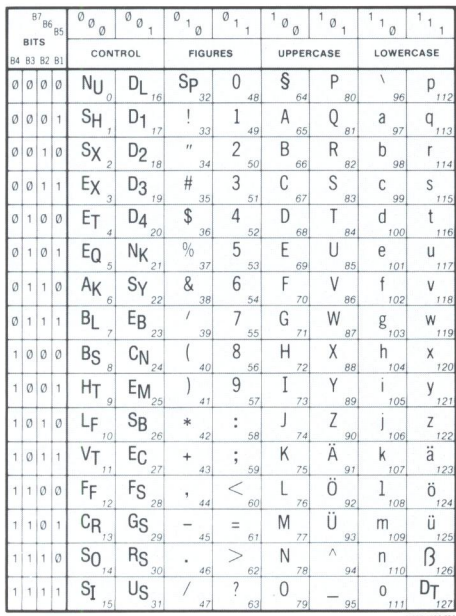 B7 B6 B5 Ø Ø Ø Ø Ø 1 Ø 1 Ø Ø 1 1 1 Ø Ø 1 Ø 1 1 1 Ø 1 1 1
BITS
B4 B3 B2 B1 CONTROL FIGURES UPPERCASE LOWERCASE
Ø Ø Ø Ø NU 0 DL 16 SP 32 0 48 § 64 P 80 \ 96 p 112
Ø Ø Ø 1 SH 1 D1 17 ! 33 1 49 A 65 Q 81 a 97 q 113
Ø Ø 1 Ø SX 2 D2 18 " 34 2 50 B 66 R 82 b 98 r 114
Ø Ø 1 1 EX 3 D3 19 # 35 3 51 C 67 S 83 c 99 s 115
Ø 1 Ø Ø ET 4 D4 20 $ 36 4 52 D 68 T 84 d 100 t 116
Ø 1 Ø 1 EQ 5 NK 21 % 37 5 53 E 69 U 85 e 101 u 117
Ø 1 1 Ø AK 6 SY 22 & 38 6 54 F 70 V 86 f 102 v 118
Ø 1 1 1 BL 7 EB 23 ' 39 7 55 G 71 W 87 g 103 w 119
1 Ø Ø Ø BS 8 CN 24 ( 40 8 56 H 72 X 88 h 104 x 120
1 Ø Ø 1 HT 9 EM 25 ) 41 9 57 I 73 Y 89 i 105 y 121
1 Ø 1 Ø LF 10 SB 26 * 42 : 58 J 74 Z 90 j 106 z 122
1 Ø 1 1 VT 11 EC 27 + 43 ; 59 K 75 Ä 91 k 107 ä 123
1 1 Ø Ø FF 12 FS 28 , 44 < 60 L 76 Ö 92 l 108 ö 124
1 1 Ø 1 CR 13 GS 29 – 45 = 61 M 77 Ü 93 m 109 ü 125
1 1 1 Ø SO 14 RS 30 . 46 > 62 N 78 ^ 94 n 110 ß 126
1 1 1 1 SI 15 US 31 / 47 ? 63 O 79 _ 95 o 111 DT 127